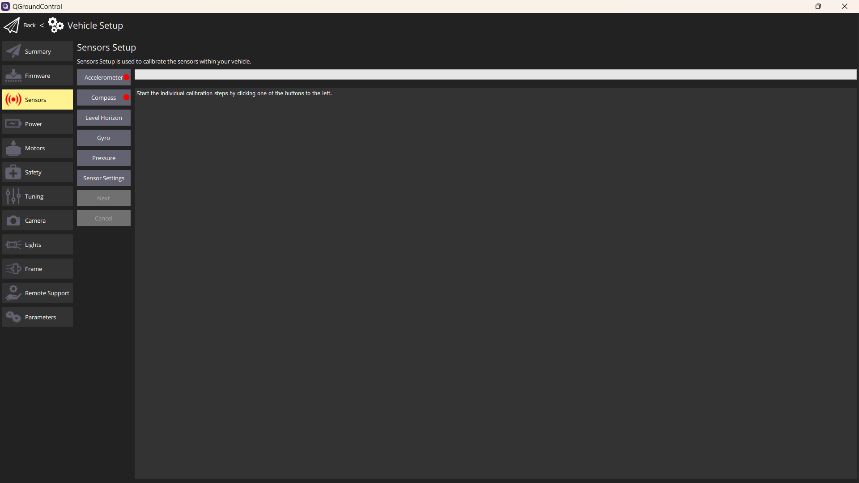 QGroundControl
Back < Vehicle Setup
Sensors Setup
Sensors Setup is used to calibrate the sensors within your vehicle.
Summary
Firmware
Sensors
Power
Motors
Safety
Tuning
Camera
Lights
Frame
Remote Support
Parameters
Accelerometer
Compass
Level Horizon
Gyro
Pressure
Sensor Settings
Next
Cancel
Start the individual calibration steps by clicking one of the buttons to the left.